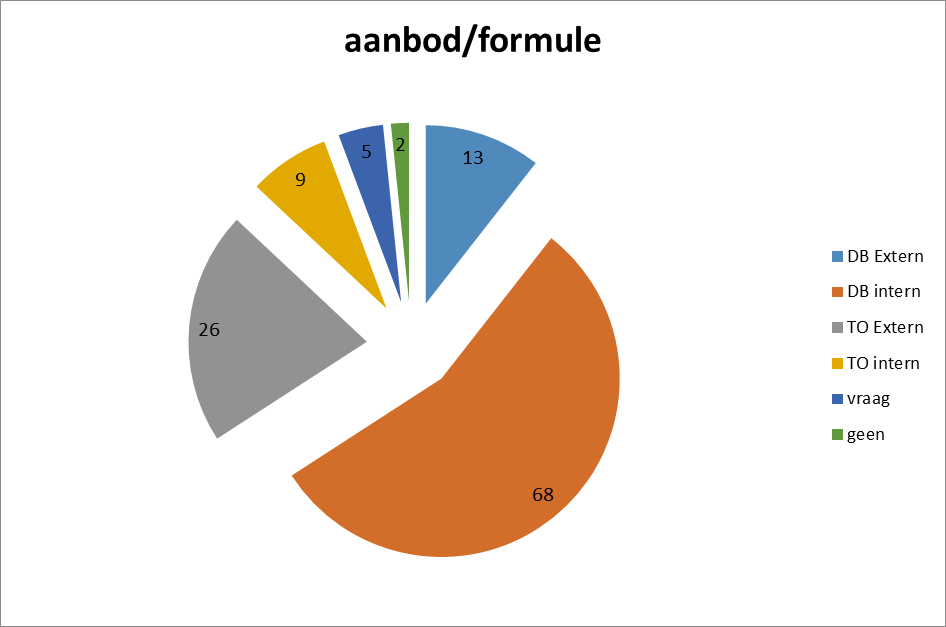 aanbod/formule
2
5
13
9
26
68
DB Extern
DB intern
TO Extern
TO intern
vraag
geen